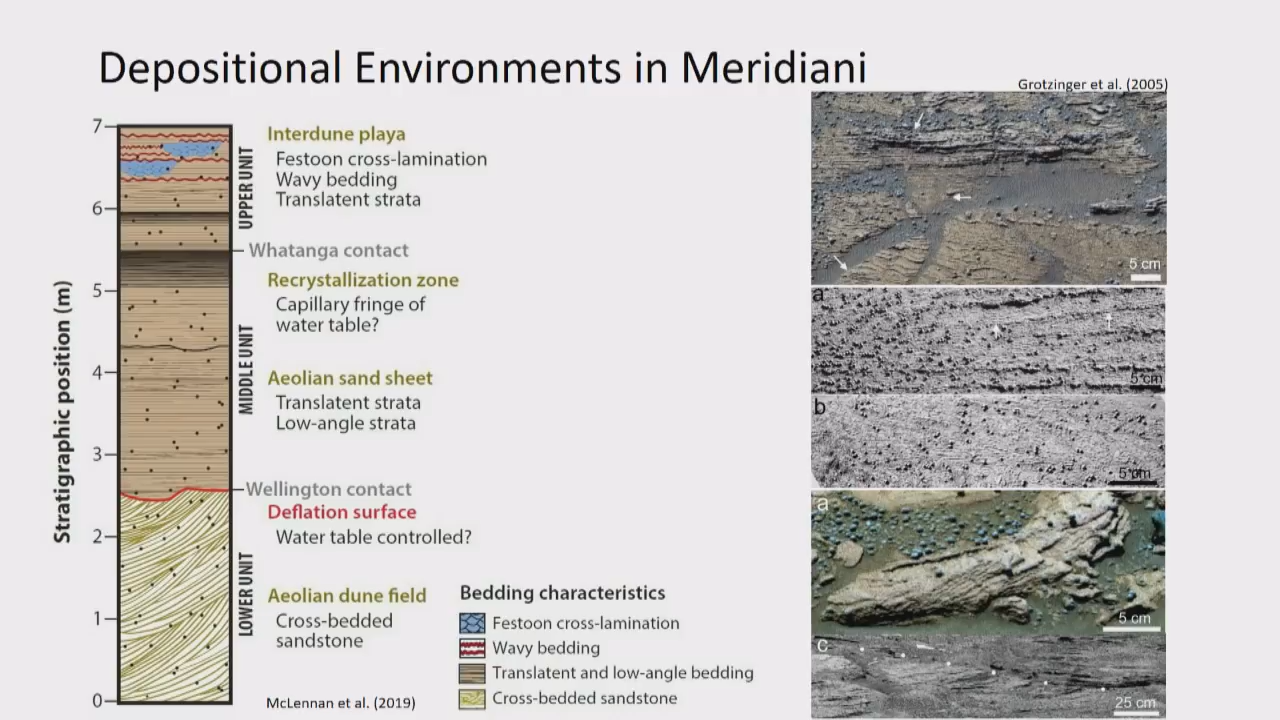 Depositional Environments in Meridiani
Grotzinger et al. (2005)
Stratigraphic position (m)
7
6
5
4
3
2
1
0
UPPER UNIT
MIDDLE UNIT
LOWER UNIT
Interdune playa
Festoon cross-lamination
Wavy bedding
Translatent strata
Whatanga contact
Recrystallization zone
Capillary fringe of
water table?
Aeolian sand sheet
Translatent strata
Low-angle strata
Wellington contact
Deflation surface
Water table controlled?
Aeolian dune field
Cross-bedded
sandstone
Bedding characteristics
Festoon cross-lamination
Wavy bedding
Translatent and low-angle bedding
Cross-bedded sandstone
McLennan et al. (2019)
5 cm
a
5 cm
b
5 cm
a
5 cm
c
25 cm